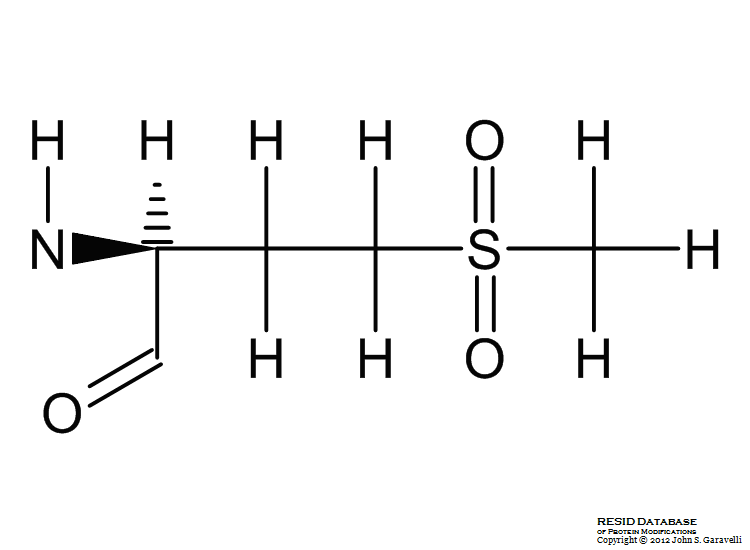 H H H H O H
N S H
O H H O H
RESID DATABASE
OF PROTEIN MODIFICATIONS
Copyright © 2012 John S. Garavelli